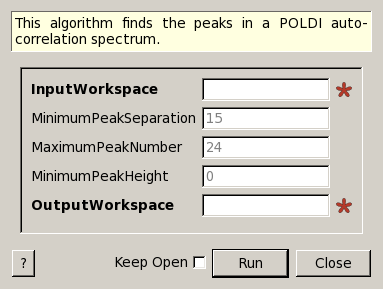 This algorithm finds the peaks in a POLDI auto-
correlation spectrum.
InputWorkspace
MinimumPeakSeparation 15
MaximumPeakNumber 24
MinimumPeakHeight 0
OutputWorkspace
? Keep Open Run Close